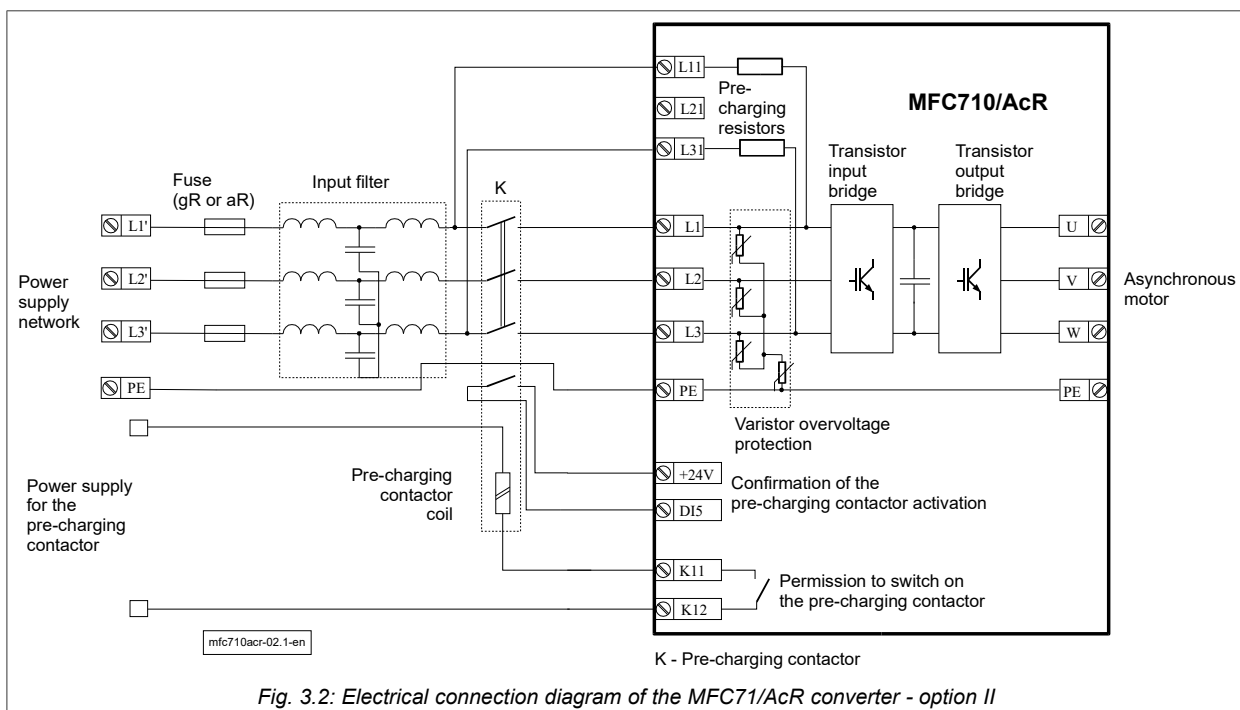 L11
Pre-
charging
resistors
MFC710/AcR
L21
L31
Transistor
input
bridge
Transistor
output
bridge
Fuse
(gR or aR)
Input filter
K
L1'
L1
U
Power
supply
network
L2'
L2
V
Asynchronous
motor
L3'
L3
W
PE
PE
PE
Varistor overvoltage
protection
Power supply
for the
pre-charging
contactor
Pre-charging
contactor
coil
+24V
Confirmation of the
pre-charging contactor activation
DI5
K11
Permission to switch on
the pre-charging contactor
K12
mfc710acr-02.1-en
K - Pre-charging contactor
Fig. 3.2: Electrical connection diagram of the MFC71/AcR converter - option II